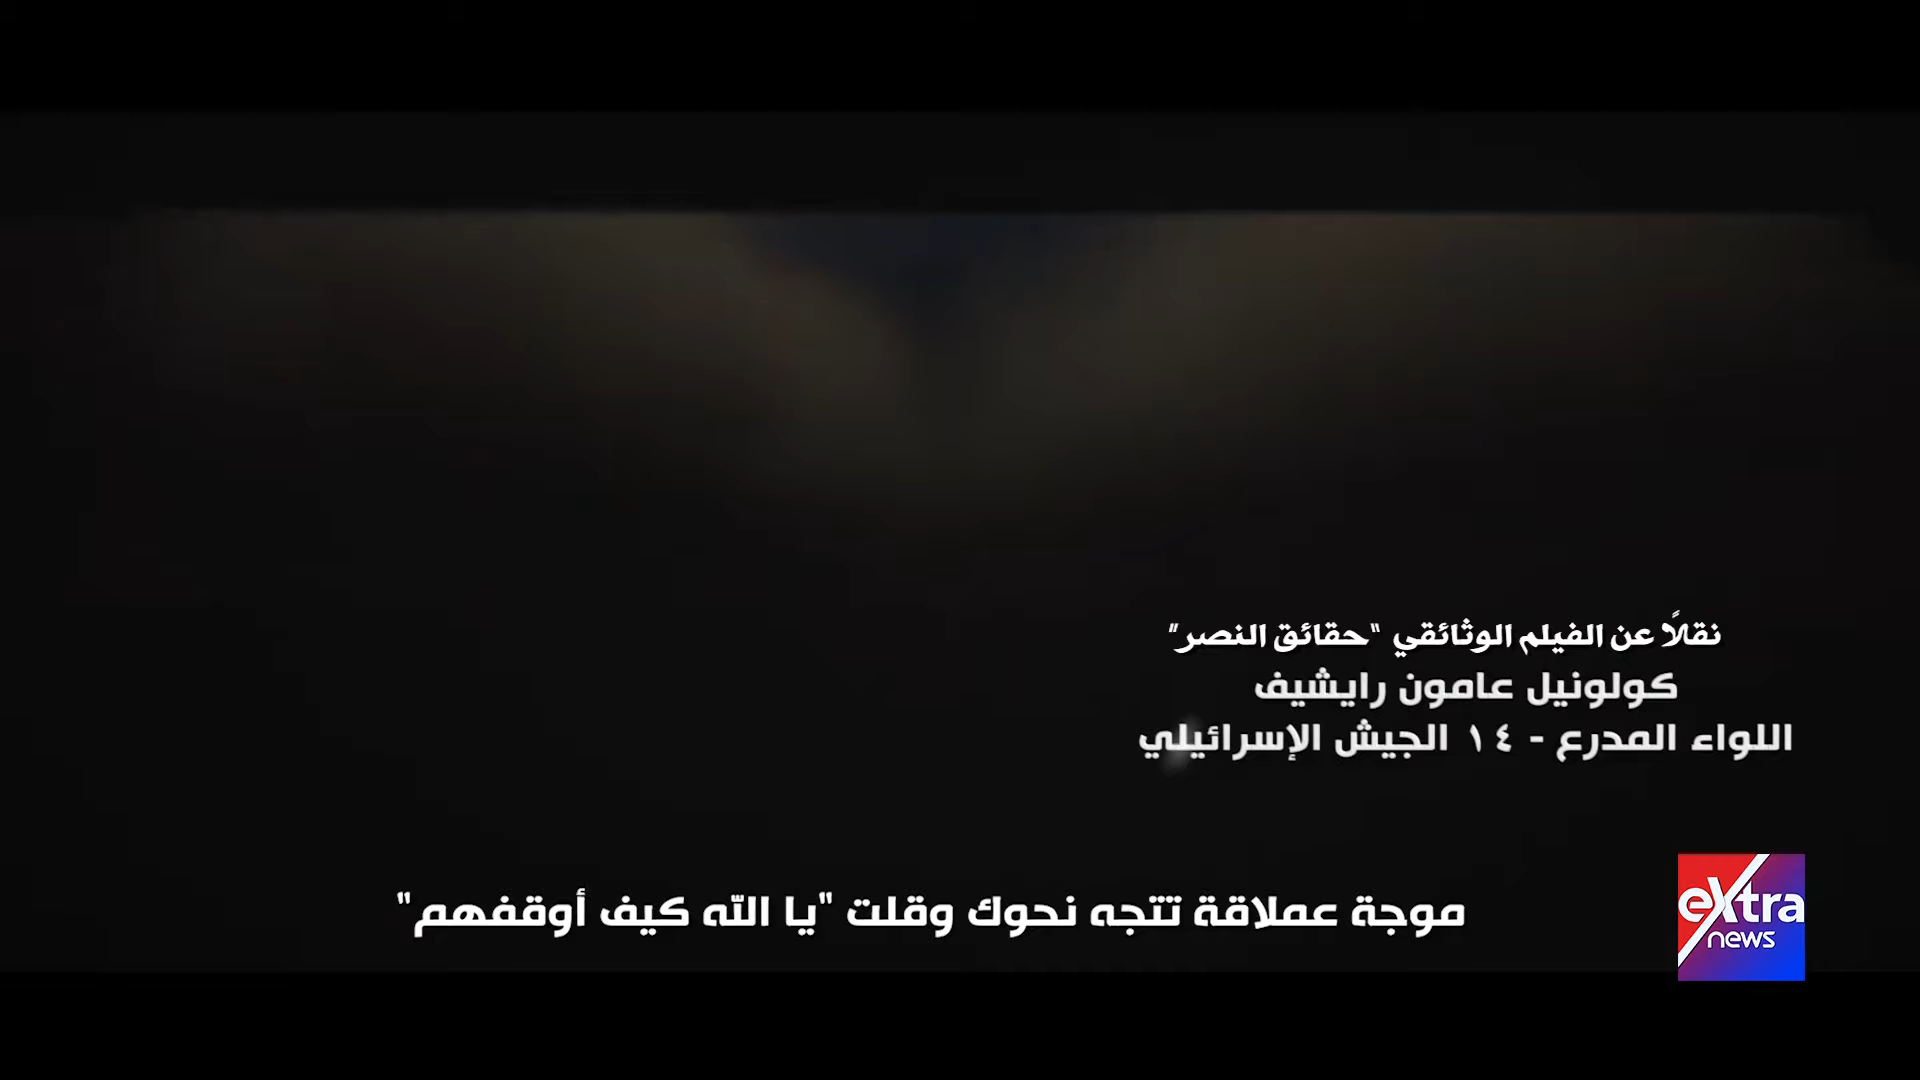 نقلًا عن الفيلم الوثائقي "حقائق النصر"
كولونيل عامون رايشيف
اللواء المدرع - ١٤ الجيش الإسرائيلي
موجة عملاقة تتجه نحوك وقلت "يا الله كيف أوقفهم"
eXtra
news